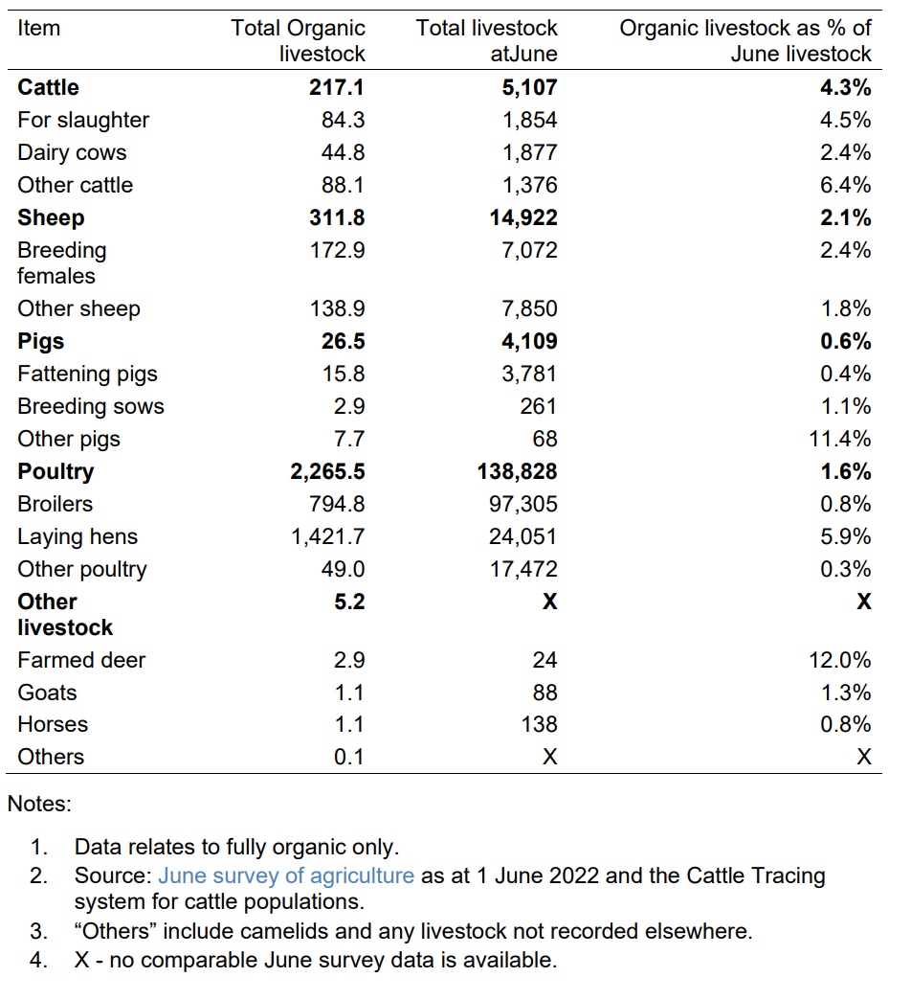 Item Total Organic livestock Total livestock atJune Organic livestock as % of June livestock
Cattle 217.1 5,107 4.3%
For slaughter 84.3 1,854 4.5%
Dairy cows 44.8 1,877 2.4%
Other cattle 88.1 1,376 6.4%
Sheep 311.8 14,922 2.1%
Breeding females 172.9 7,072 2.4%
Other sheep 138.9 7,850 1.8%
Pigs 26.5 4,109 0.6%
Fattening pigs 15.8 3,781 0.4%
Breeding sows 2.9 261 1.1%
Other pigs 7.7 68 11.4%
Poultry 2,265.5 138,828 1.6%
Broilers 794.8 97,305 0.8%
Laying hens 1,421.7 24,051 5.9%
Other poultry 49.0 17,472 0.3%
Other livestock 5.2 X X
Farmed deer 2.9 24 12.0%
Goats 1.1 88 1.3%
Horses 1.1 138 0.8%
Others 0.1 X X
Notes:
1. Data relates to fully organic only.
2. Source: June survey of agriculture as at 1 June 2022 and the Cattle Tracing
system for cattle populations.
3. “Others” include camelids and any livestock not recorded elsewhere.
4. X - no comparable June survey data is available.